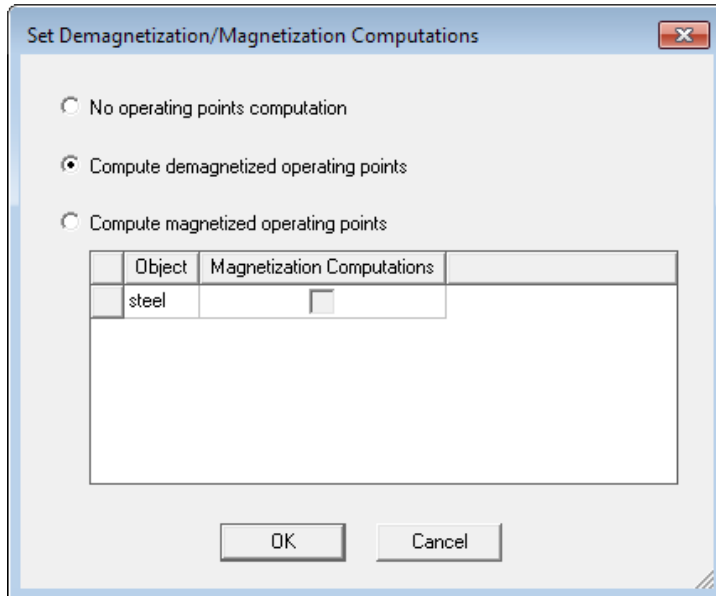 Set Demagnetization/Magnetization Computations
No operating points computation
Compute demagnetized operating points
Compute magnetized operating points
Object Magnetization Computations
steel
OK Cancel